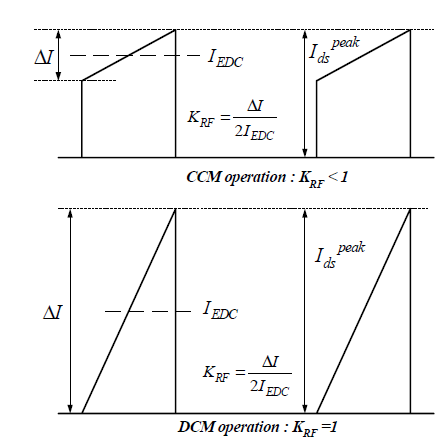 ΔI
I_EDC
I_ds^peak
K_RF = ΔI / 2I_EDC
CCM operation : K_RF < 1
ΔI
I_EDC
I_ds^peak
K_RF = ΔI / 2I_EDC
DCM operation : K_RF =1